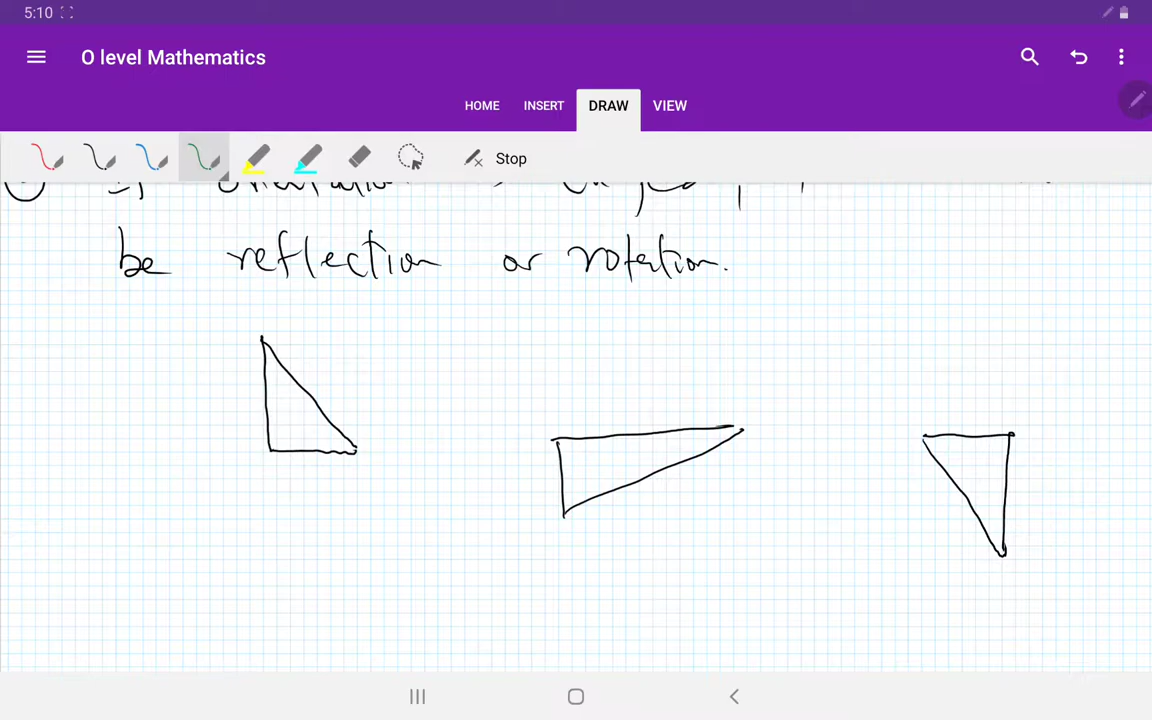 5:10
O level Mathematics
HOME INSERT DRAW VIEW
Stop
be reflection or rotation.